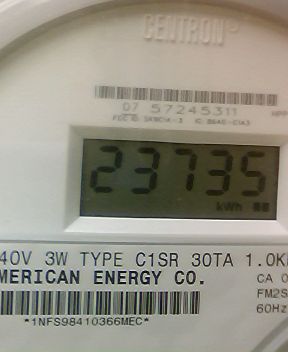 CENTRON®
07 57245311
23735
kWh
40V 3W TYPE C1SR 30TA 1.0K
MERICAN ENERGY CO.
CA 0
FM2S
60Hz
*1NFS98410366MEC*